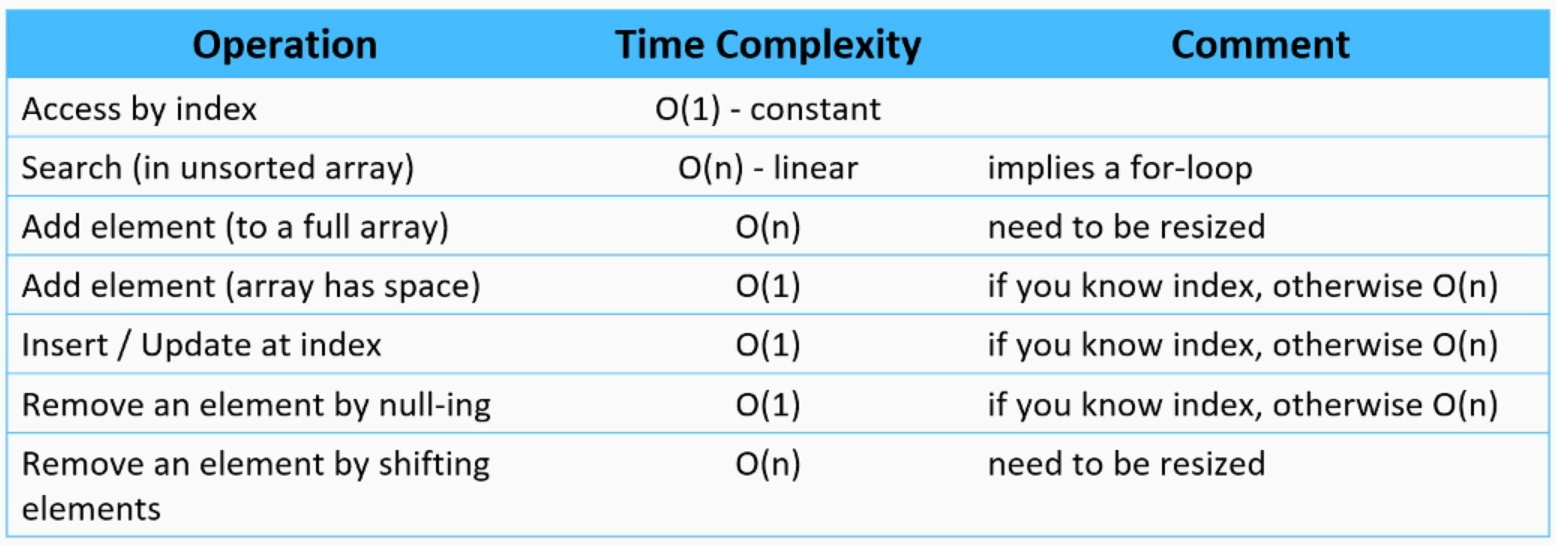 Operation Time Complexity Comment
Access by index O(1) - constant
Search (in unsorted array) O(n) - linear implies a for-loop
Add element (to a full array) O(n) need to be resized
Add element (array has space) O(1) if you know index, otherwise O(n)
Insert / Update at index O(1) if you know index, otherwise O(n)
Remove an element by null-ing O(1) if you know index, otherwise O(n)
Remove an element by shifting O(n) need to be resized
elements